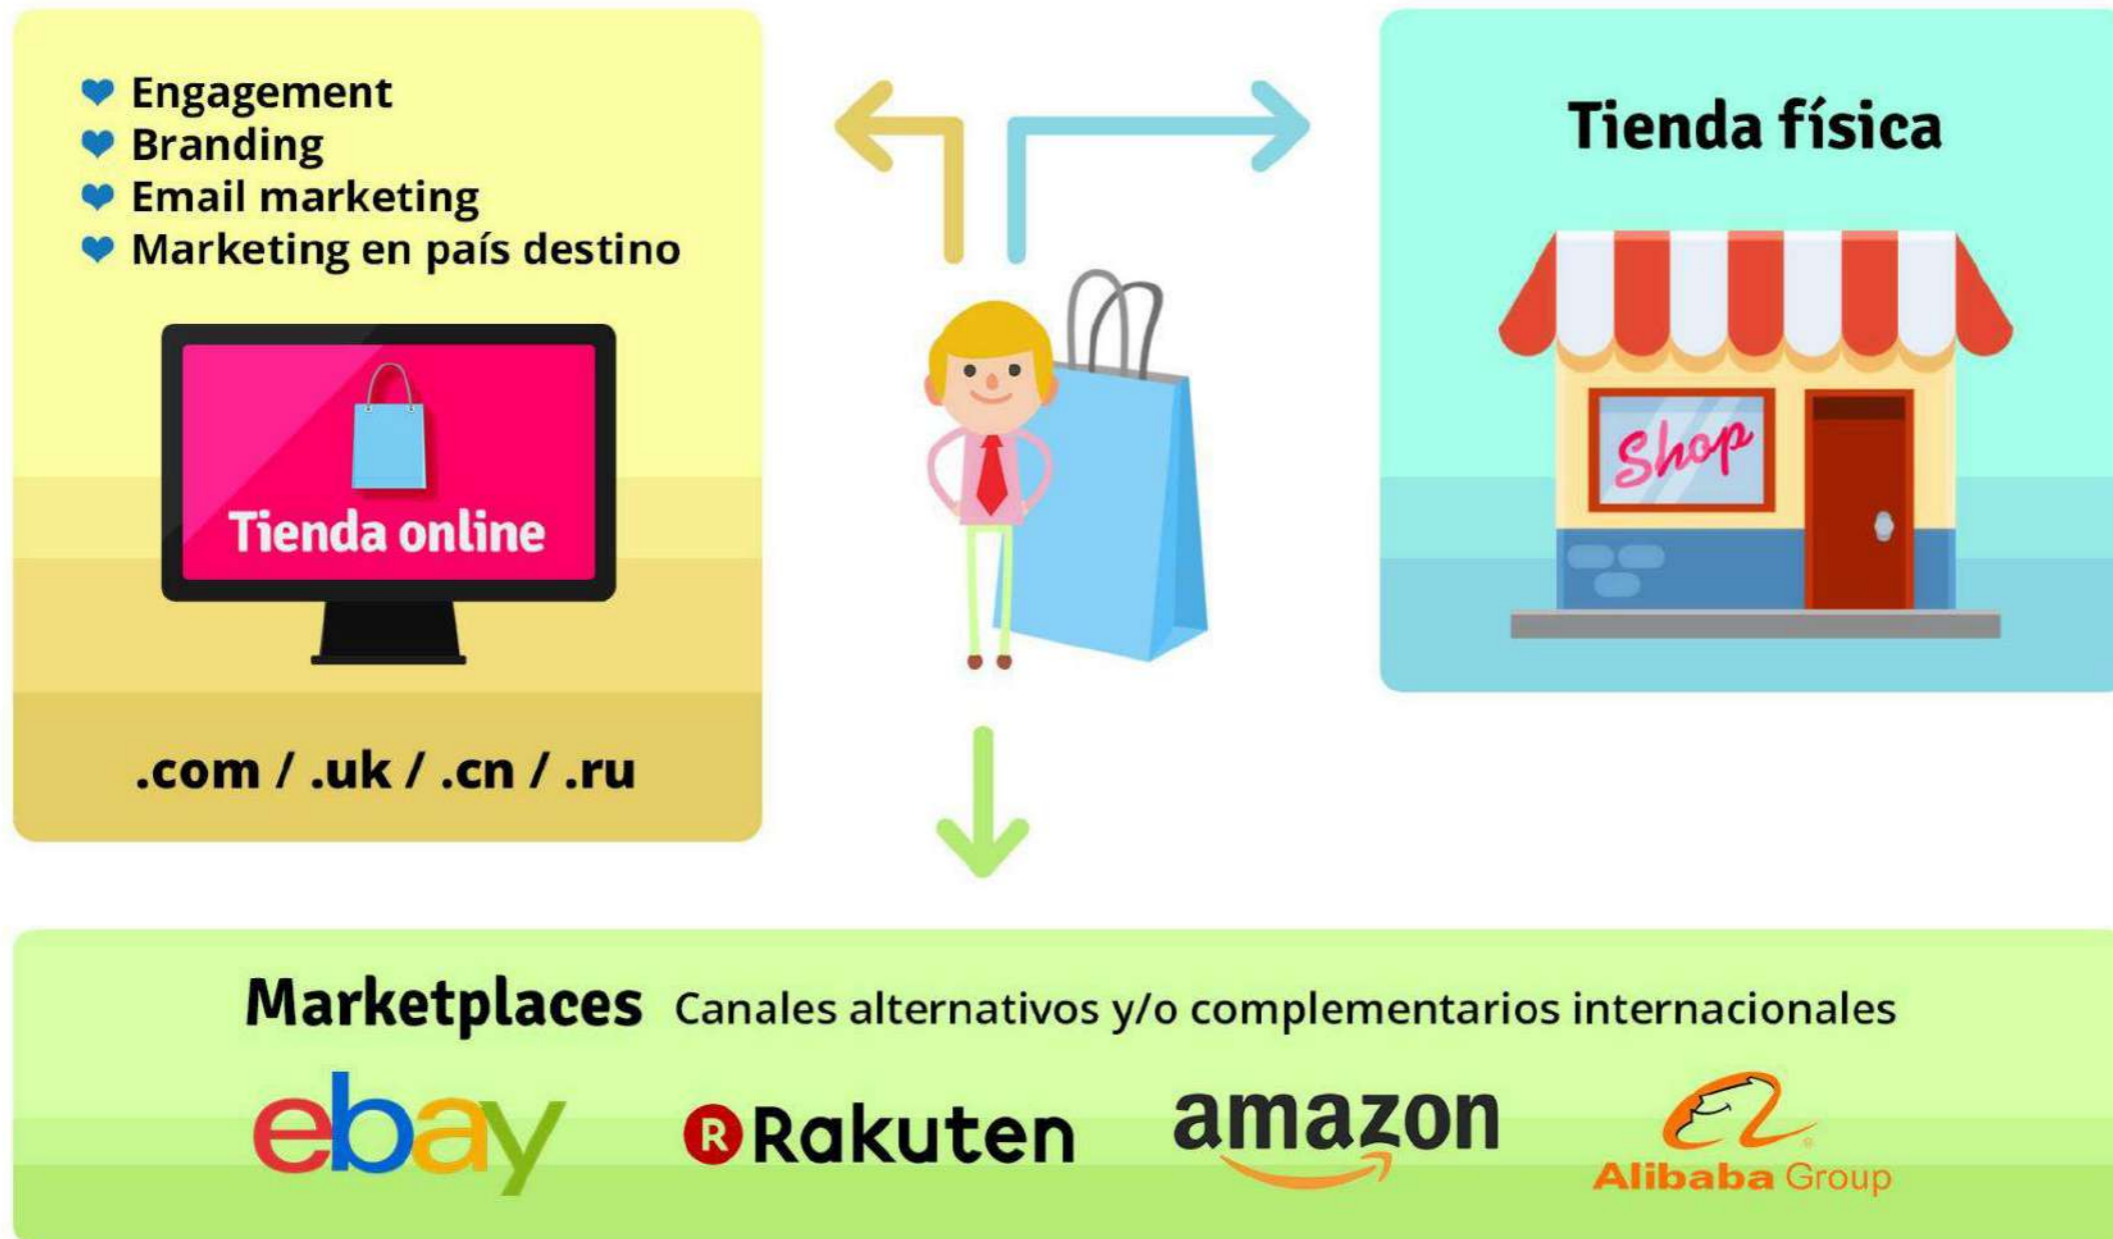 Engagement
Branding
Email marketing
Marketing en país destino
Tienda online
.com / .uk / .cn / .ru
Tienda física
Shop
Marketplaces Canales alternativos y/o complementarios internacionales
ebay
R Rakuten
amazon
Alibaba Group